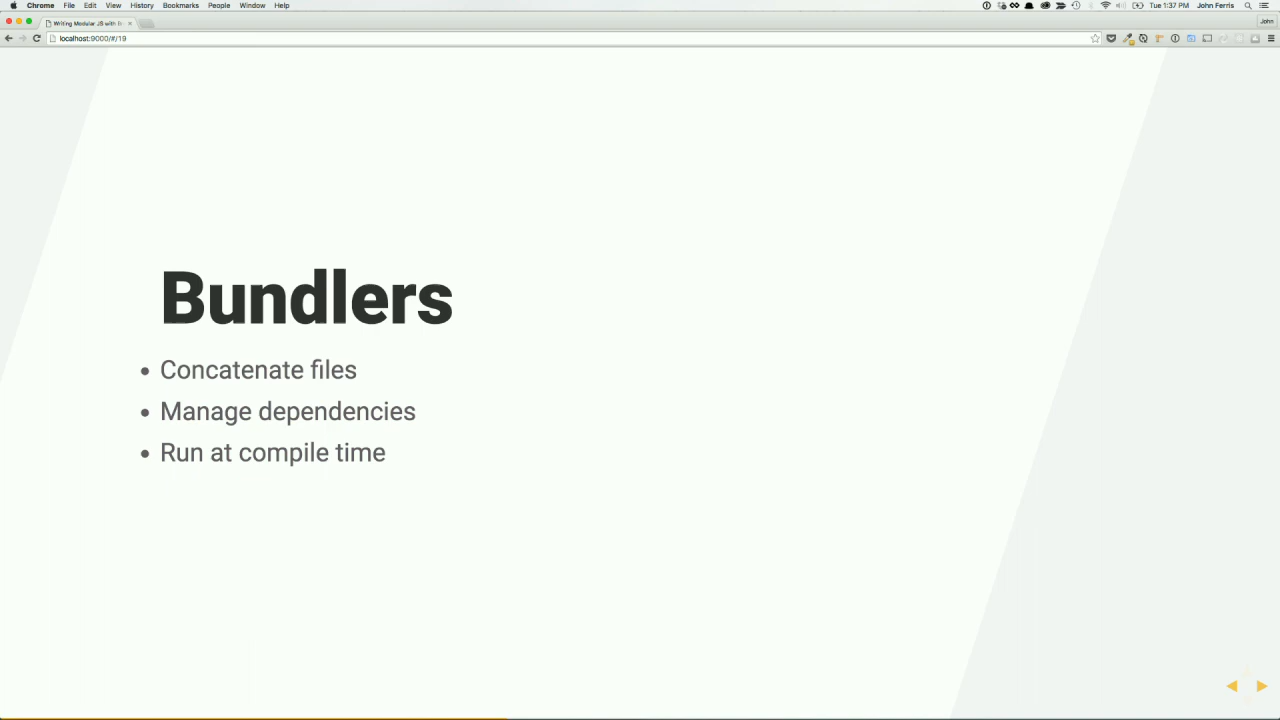 Chrome File Edit View History Bookmarks People Window Help Tue 1:37 PM John Ferris
Writing Modular JS with
John
localhost:9000/#/19
Bundlers
• Concatenate files
• Manage dependencies
• Run at compile time